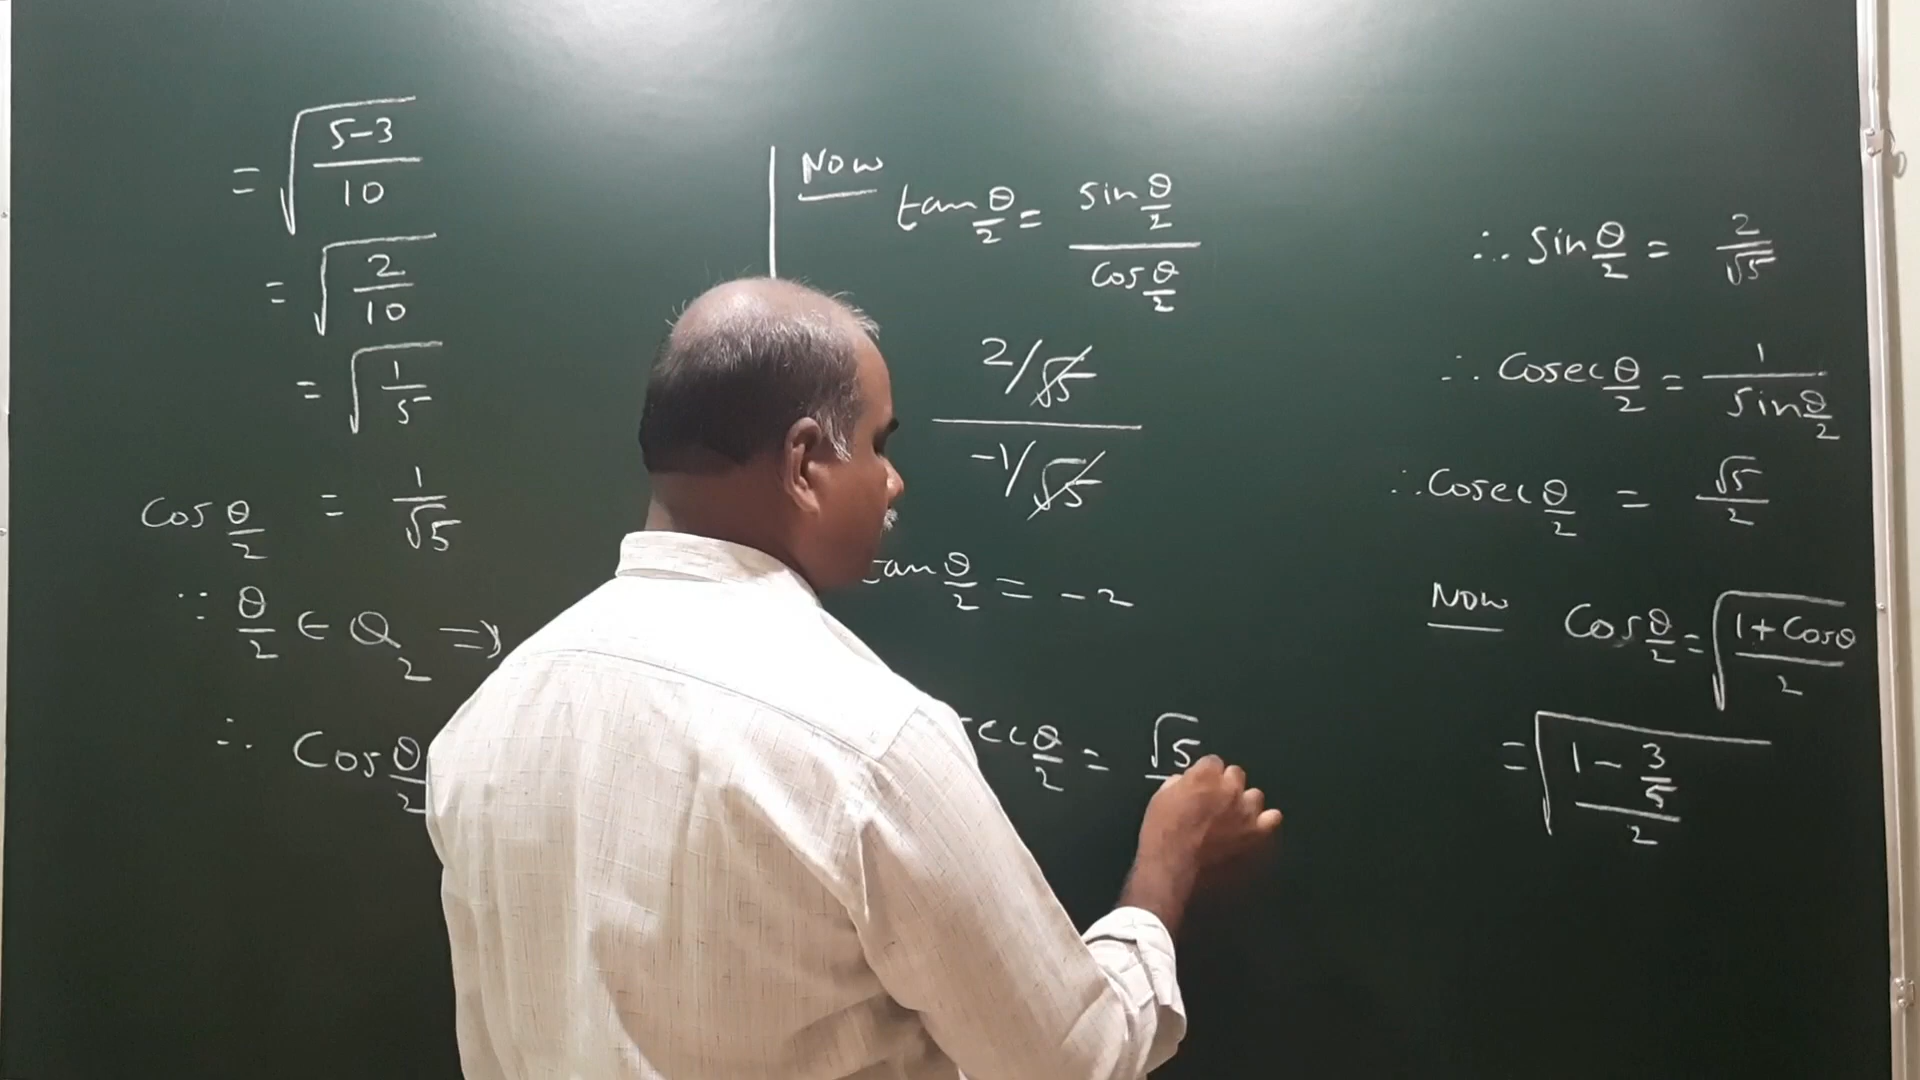 = √(5-3/10)
= √(2/10)
= √(1/5)
Cos θ/2 = 1/√5
∵ θ/2 ∈ Q₂ ⇒
∴ Cos θ/2
Now
tan θ/2 = sin θ/2 / cos θ/2
2/√5 / -1/√5
tan θ/2 = -2
sec θ/2 = √5
∴ Sin θ/2 = 2/√5
∴ Cosec θ/2 = 1/Sin θ/2
∴ Cosec θ/2 = √5/2
Now Cos θ/2 = √(1+Cosθ/2)
= √(1-3/5/2)